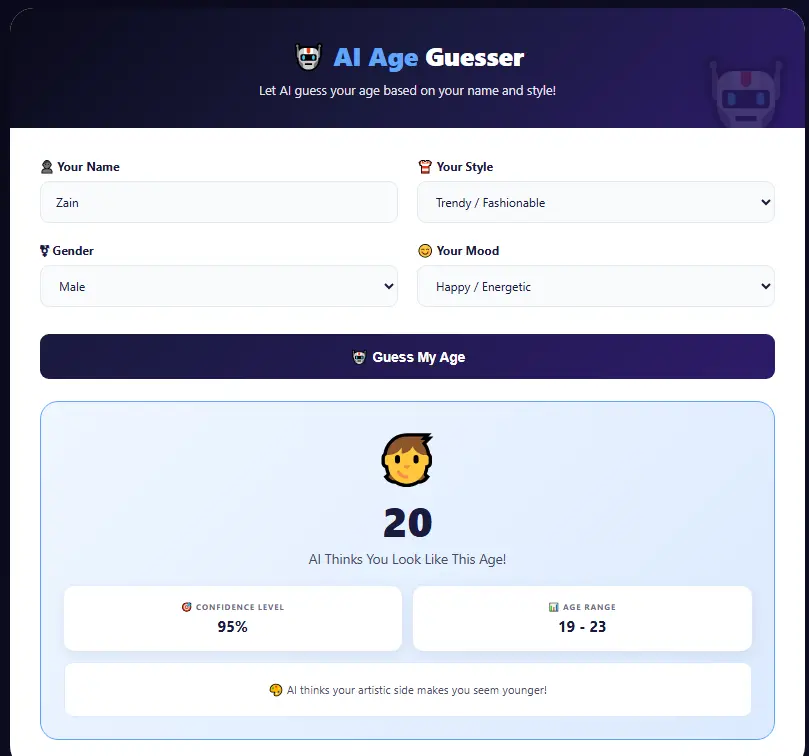 AI Age Guesser
Let AI guess your age based on your name and style!
Your Name
Your Style
Zain
Trendy / Fashionable
Gender
Your Mood
Male
Happy / Energetic
Guess My Age
20
AI Thinks You Look Like This Age!
CONFIDENCE LEVEL
95%
AGE RANGE
19 - 23
AI thinks your artistic side makes you seem younger!